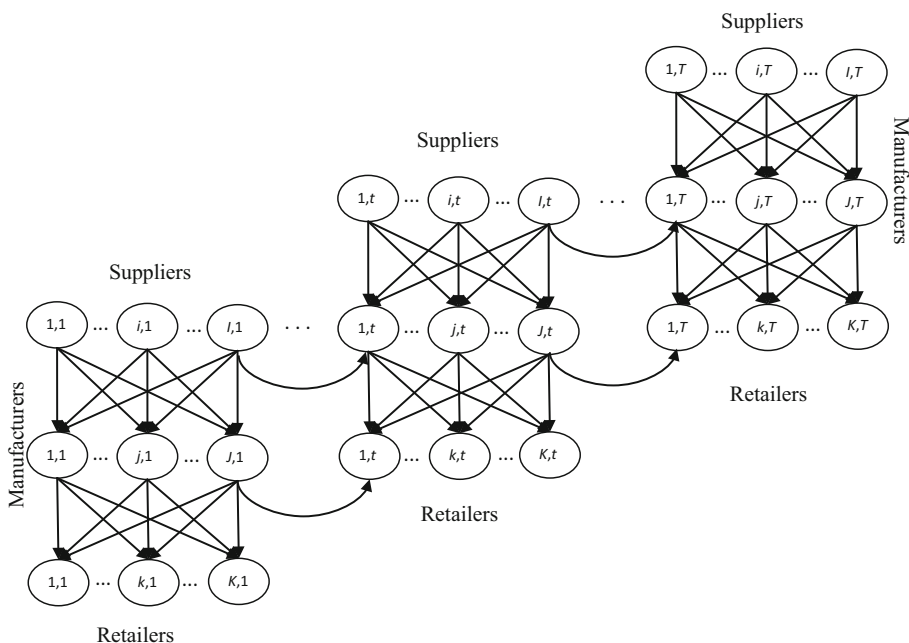 Suppliers
1,T ... i,T ... I,T
Manufacturers
Suppliers
1,t ... i,t ... I,t . . . 1,T ... j,T ... J,T
Suppliers
1,1 ... i,1 ... I,1 . . . 1,t ... j,t ... J,t 1,T ... k,T ... K,T
Retailers
Manufacturers
1,1 ... j,1 ... J,1 1,t ... k,t ... K,t
Retailers
1,1 ... k,1 ... K,1
Retailers